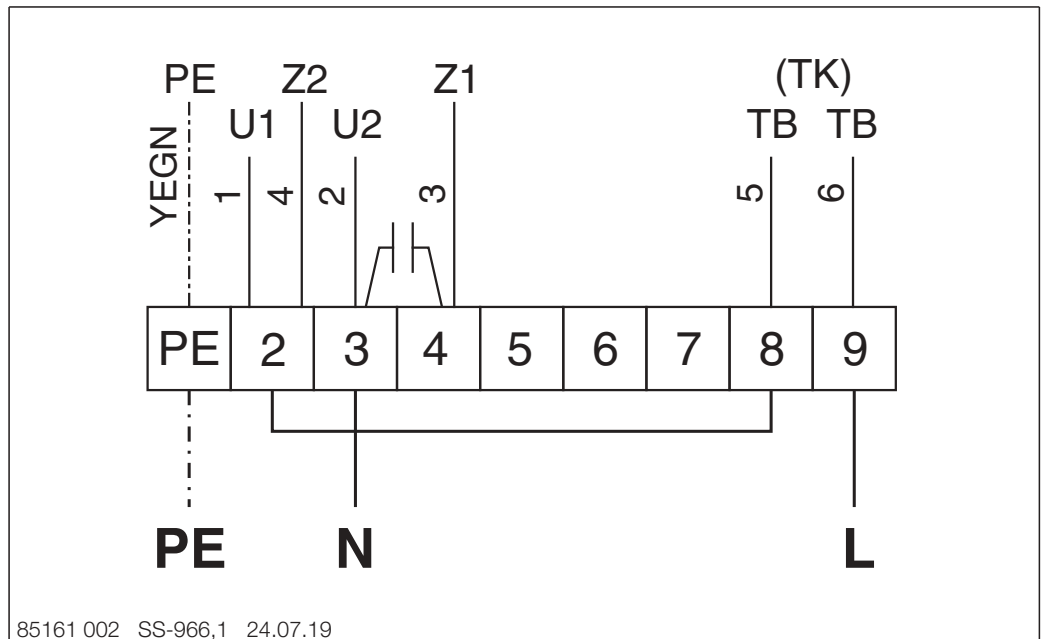 PE Z2 Z1 (TK)
U1 U2 TB TB
YEGN 1 4 2 3 5 6
PE 2 3 4 5 6 7 8 9
PE N L
85161 002 SS-966,1 24.07.19